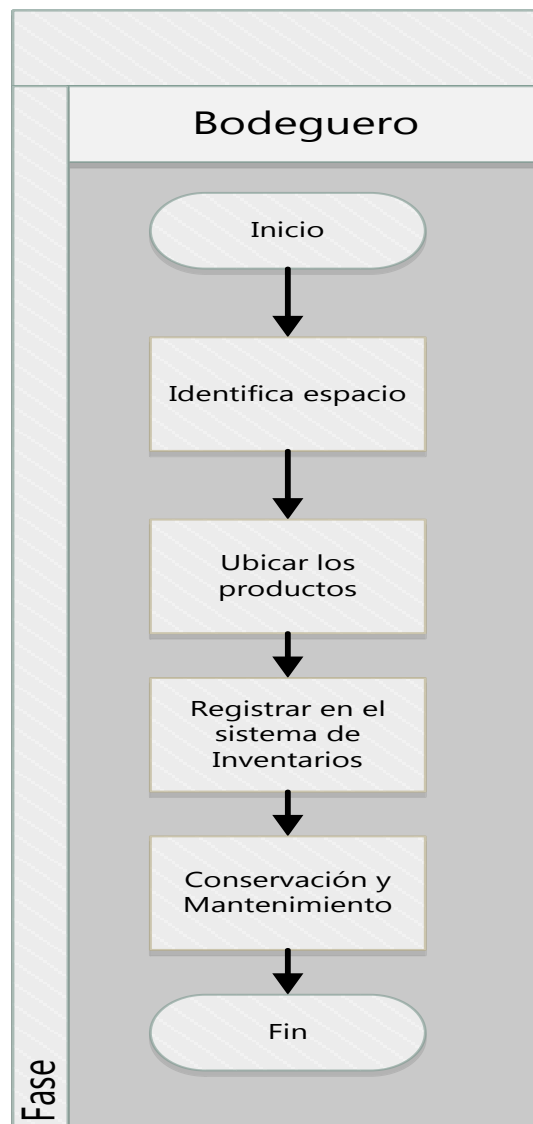 Bodeguero
Inicio
Identifica espacio
Ubicar los
productos
Registrar en el
sistema de
Inventarios
Conservación y
Mantenimiento
Fin
Fase